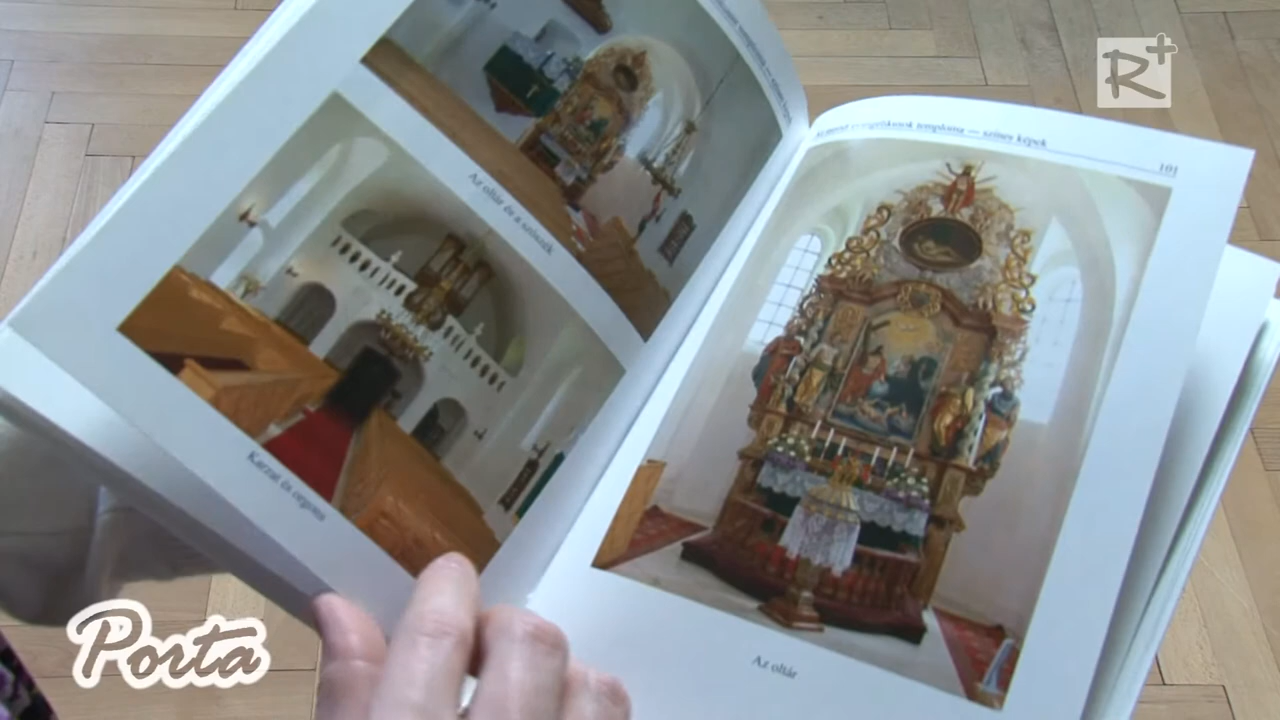 R+
temploma — színes képek
101
Az oltár és a szószék
Karzat és orgona
Az oltár
Porta